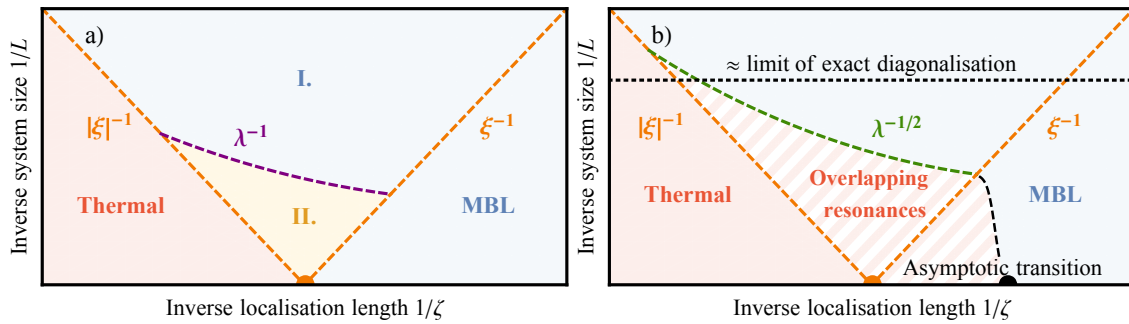 a)
I.
|ξ|⁻¹
λ⁻¹
ξ⁻¹
Thermal
II.
MBL
Inverse system size 1/L
Inverse localisation length 1/ζ
b)
≈ limit of exact diagonalisation
|ξ|⁻¹
λ⁻¹/²
ξ⁻¹
Thermal
Overlapping
resonances
MBL
Asymptotic transition
Inverse system size 1/L
Inverse localisation length 1/ζ